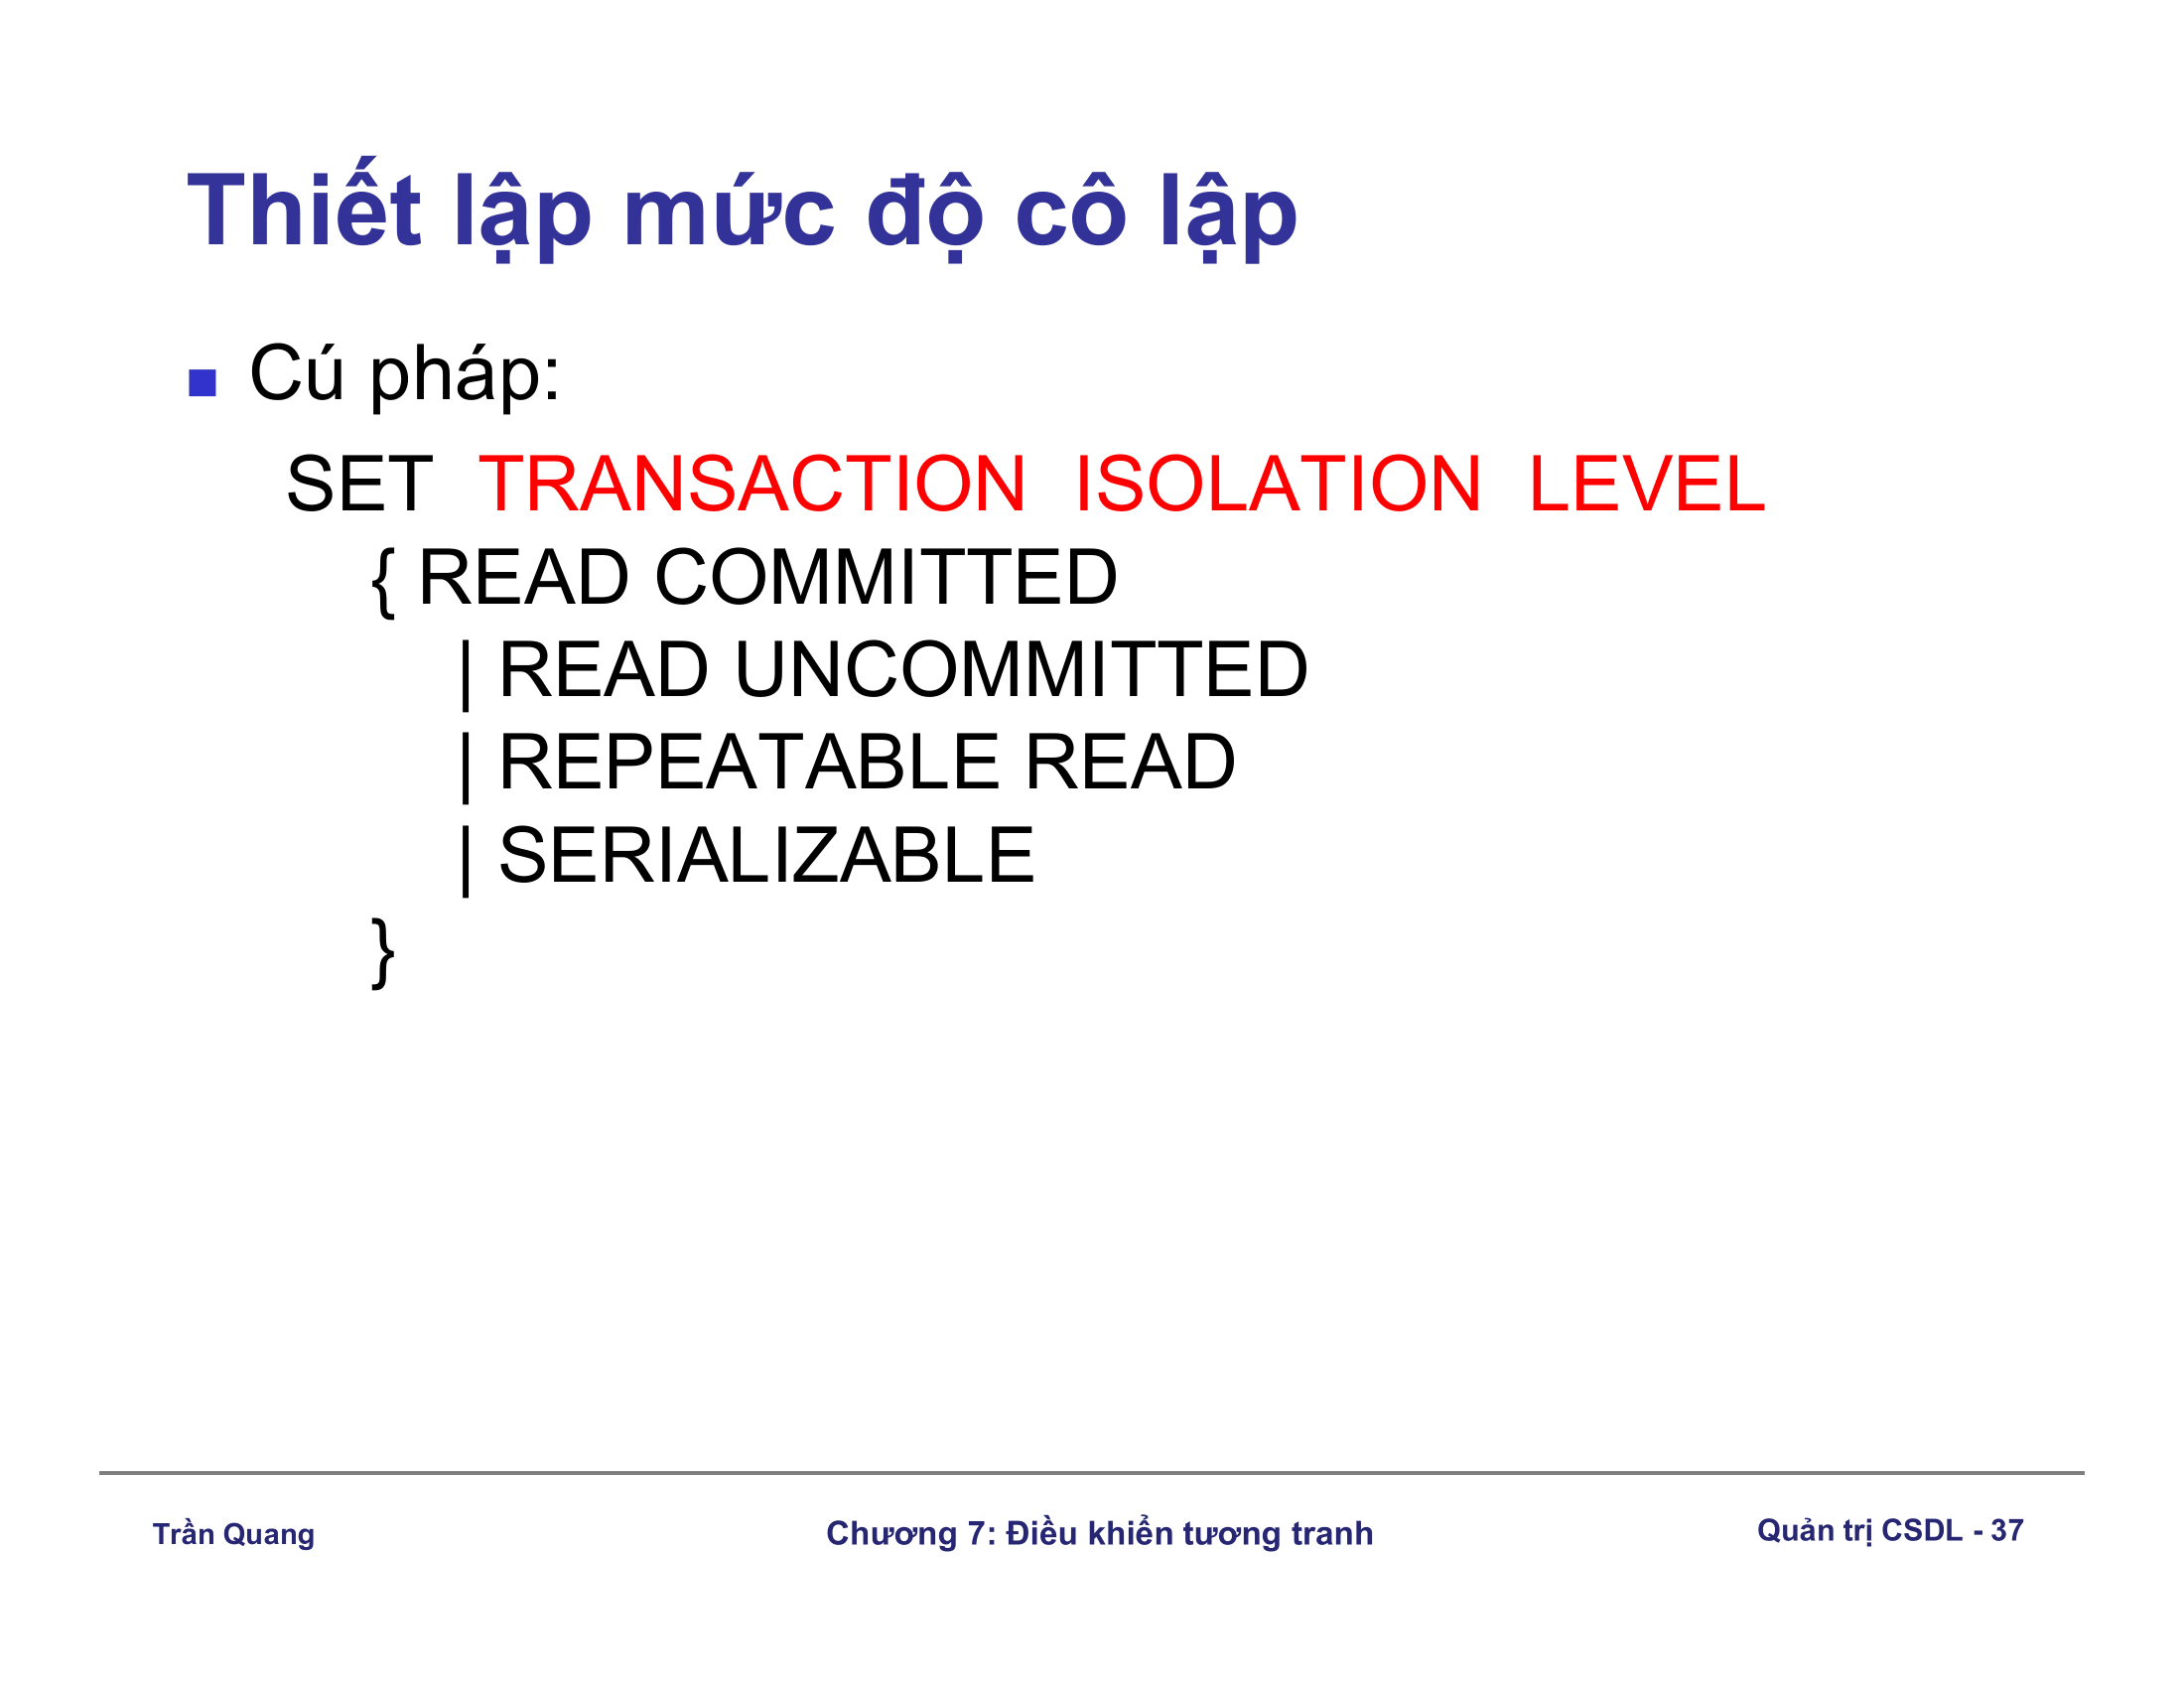 Thiết lập mức độ cô lập
Cú pháp:
SET TRANSACTION ISOLATION LEVEL
{ READ COMMITTED
| READ UNCOMMITTED
| REPEATABLE READ
| SERIALIZABLE
}
Trần Quang
Chương 7: Điều khiển tương tranh
Quản trị CSDL - 37